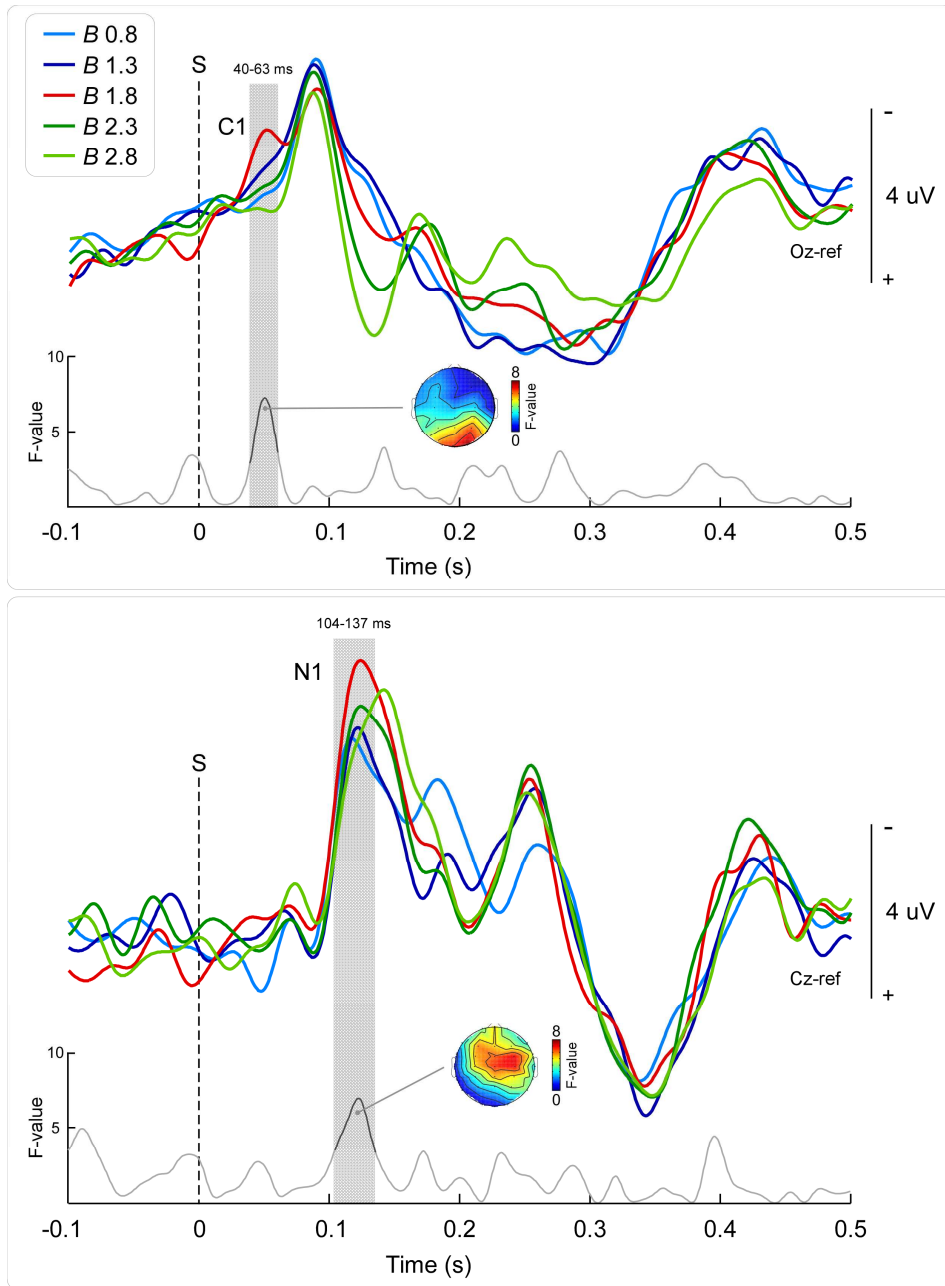 B 0.8
B 1.3
B 1.8
B 2.3
B 2.8
S
40-63 ms
C1
-
4 uV
+
Oz-ref
10
5
F-value
8
0
F-value
-0.1 0 0.1 0.2 0.3 0.4 0.5
Time (s)
104-137 ms
N1
S
-
4 uV
+
Cz-ref
10
5
F-value
8
0
F-value
-0.1 0 0.1 0.2 0.3 0.4 0.5
Time (s)